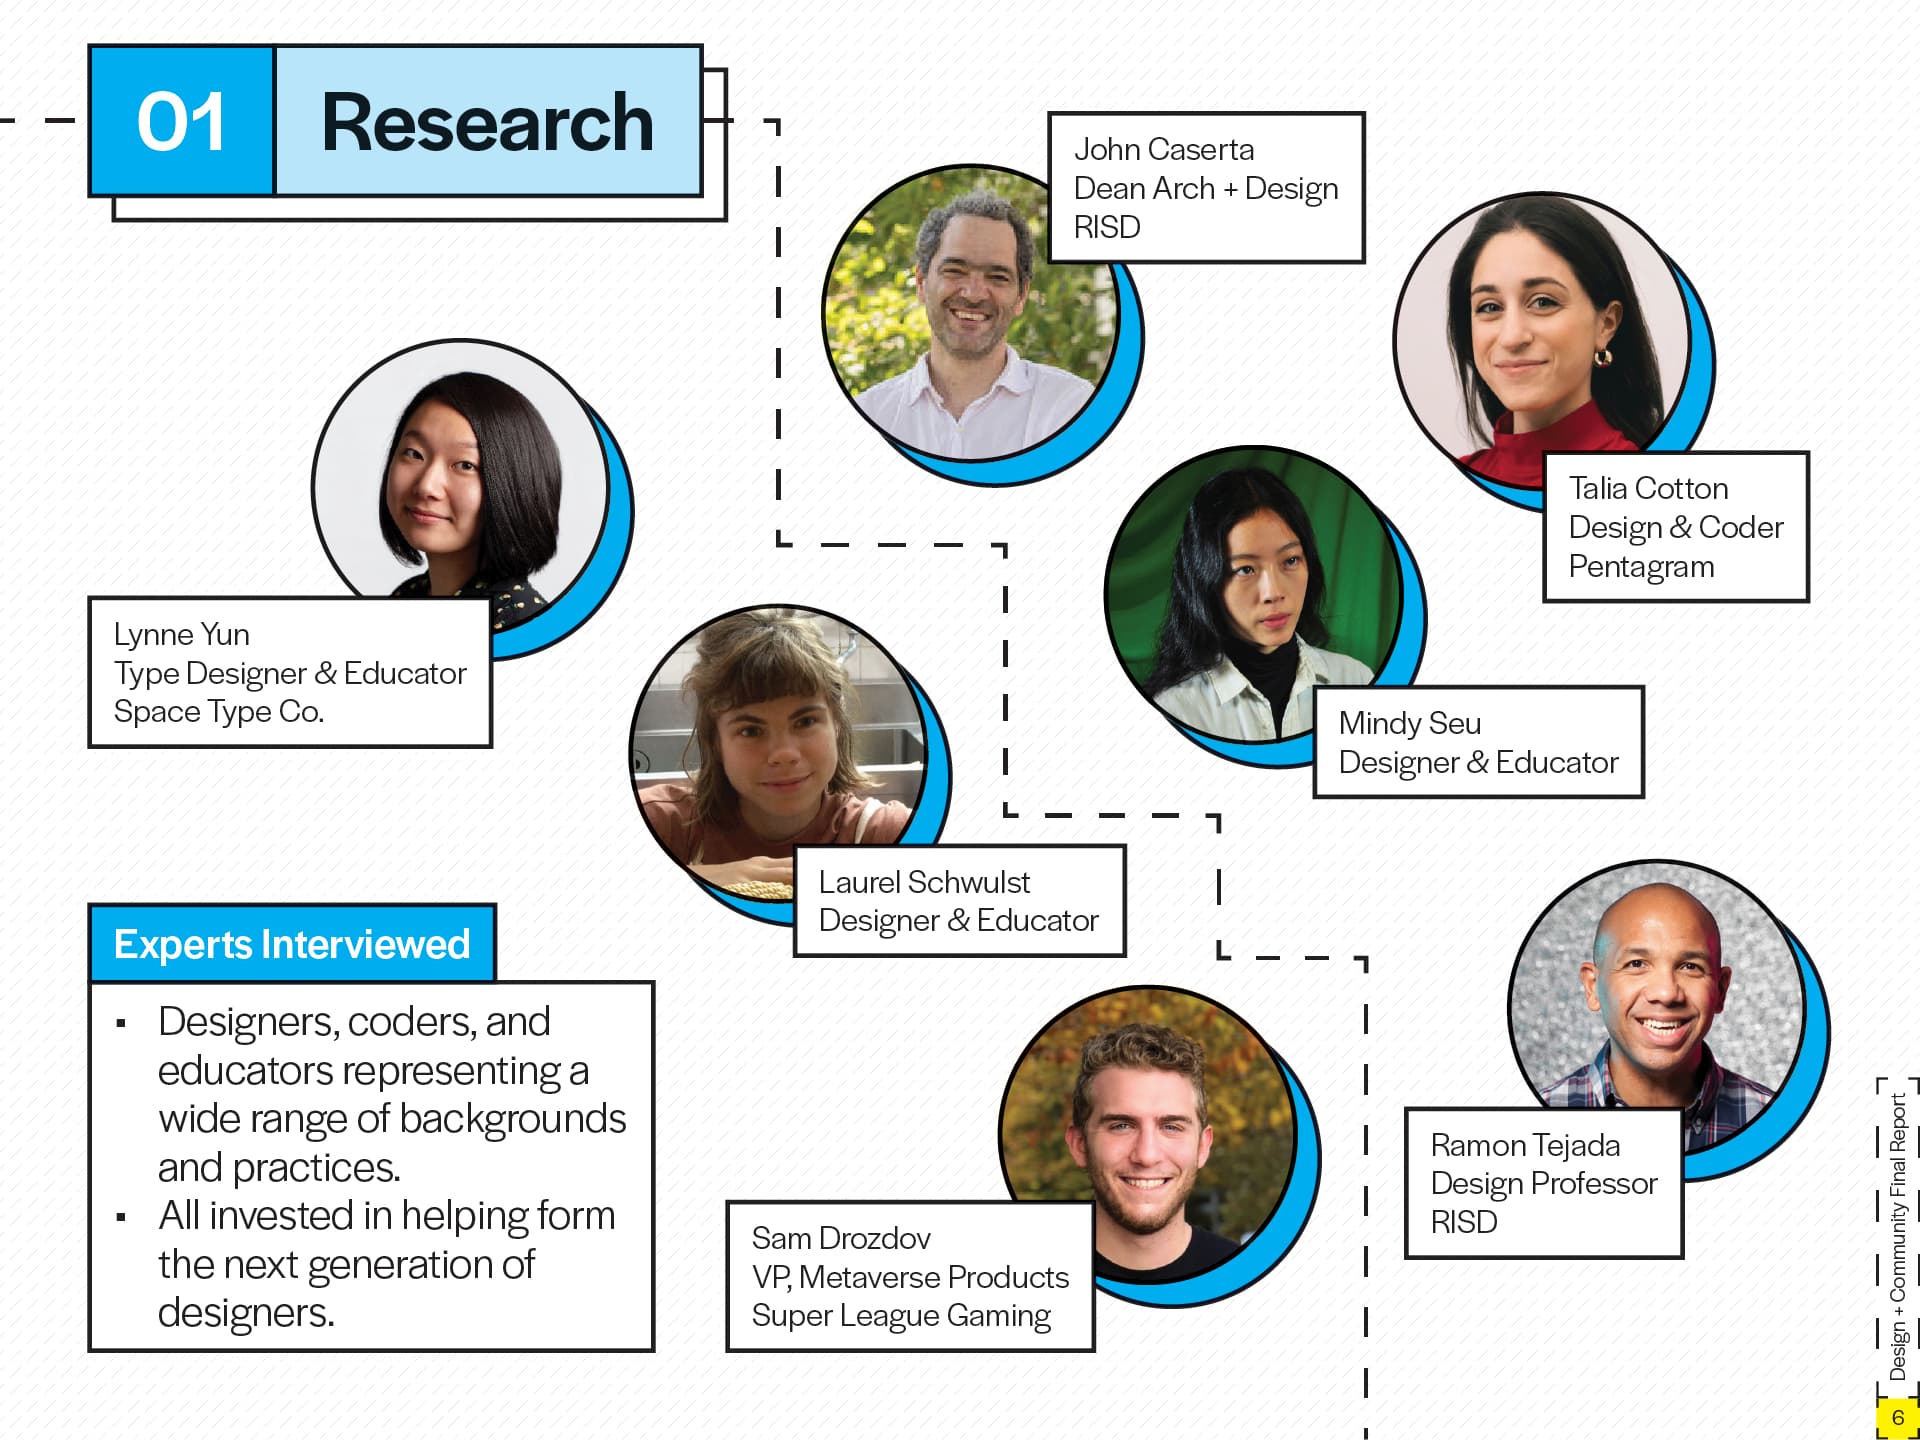 01 Research
John Caserta
Dean Arch + Design
RISD
Talia Cotton
Design & Coder
Pentagram
Lynne Yun
Type Designer & Educator
Space Type Co.
Mindy Seu
Designer & Educator
Laurel Schwulst
Designer & Educator
Experts Interviewed
▪ Designers, coders, and
educators representing a
wide range of backgrounds
and practices.
▪ All invested in helping form
the next generation of
designers.
Sam Drozdov
VP, Metaverse Products
Super League Gaming
Ramon Tejada
Design Professor
RISD
Design + Community Final Report
6